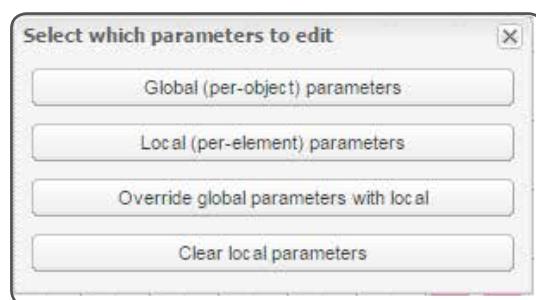 Select which parameters to edit
Global (per-object) parameters
Local (per-element) parameters
Override global parameters with local
Clear local parameters